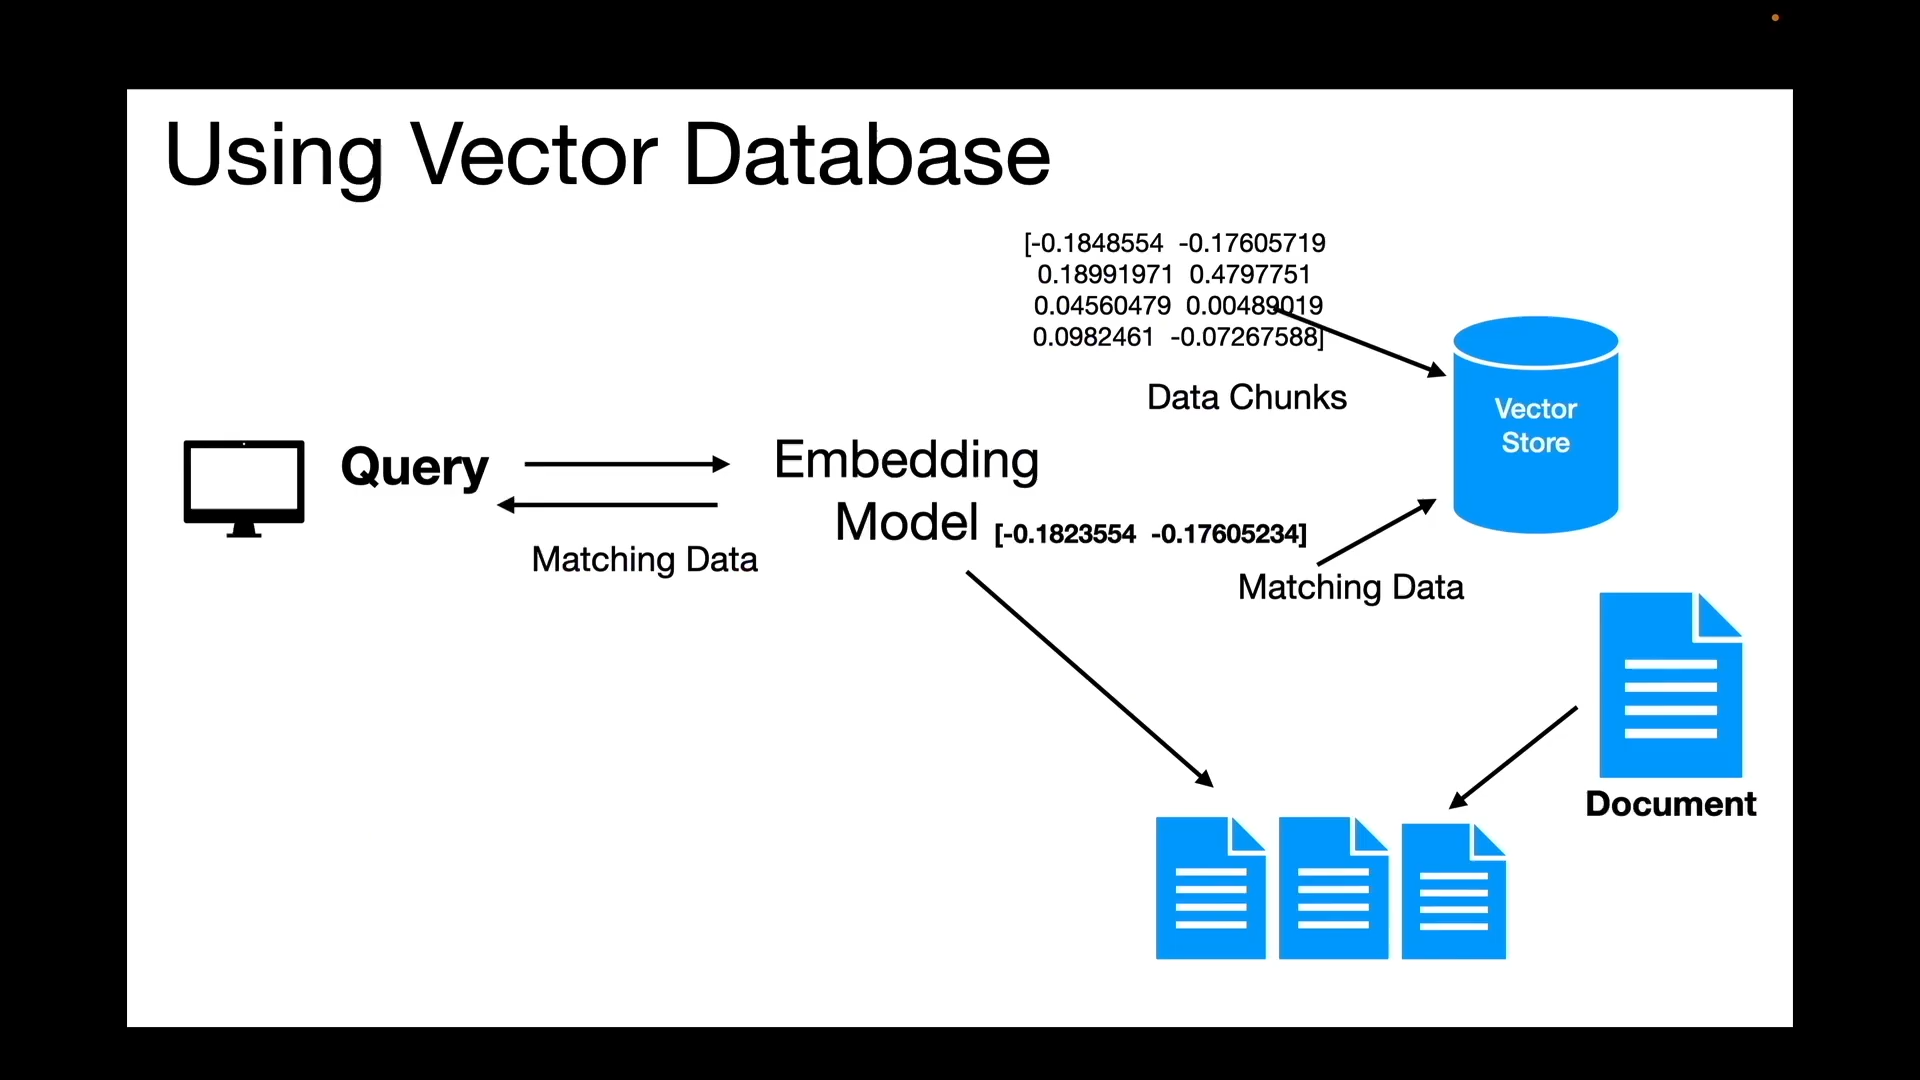 Using Vector Database
[-0.1848554 -0.17605719
0.18991971 0.4797751
0.04560479 0.00489019
0.0982461 -0.07267588]
Data Chunks
Vector
Store
Query
Embedding
Model
[-0.1823554 -0.17605234]
Matching Data
Matching Data
Document